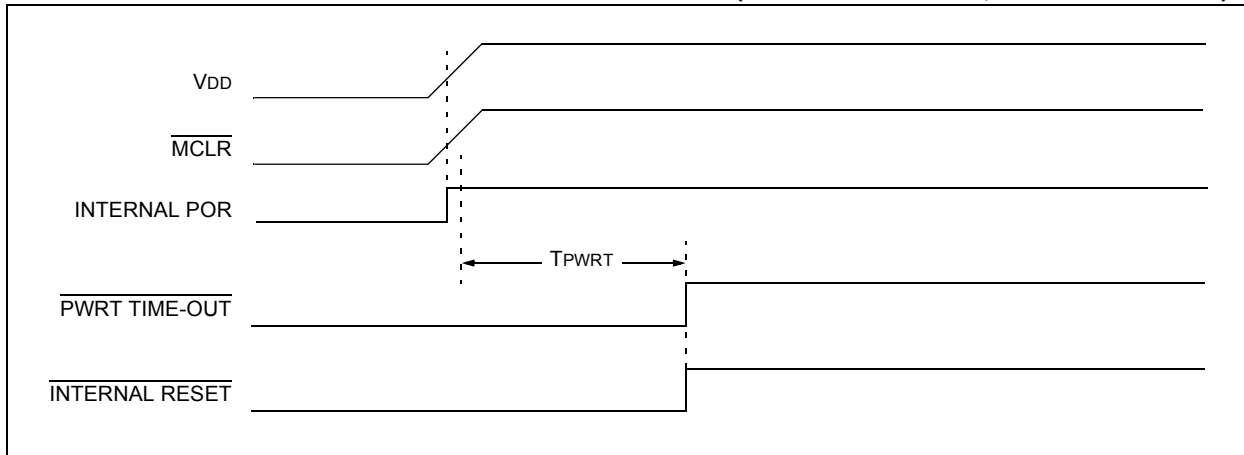 VDD
MCLR
INTERNAL POR
TPWRT
PWRT TIME-OUT
INTERNAL RESET